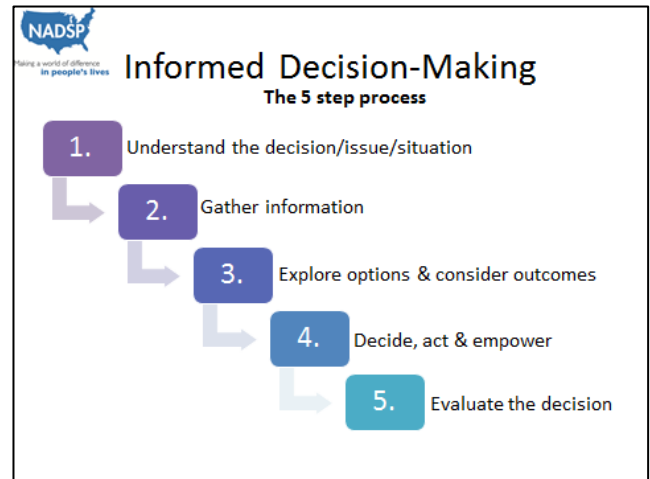 NADSP
Making a world of difference
in people's lives
Informed Decision-Making
The 5 step process
1.
Understand the decision/issue/situation
2.
Gather information
3.
Explore options & consider outcomes
4.
Decide, act & empower
5.
Evaluate the decision